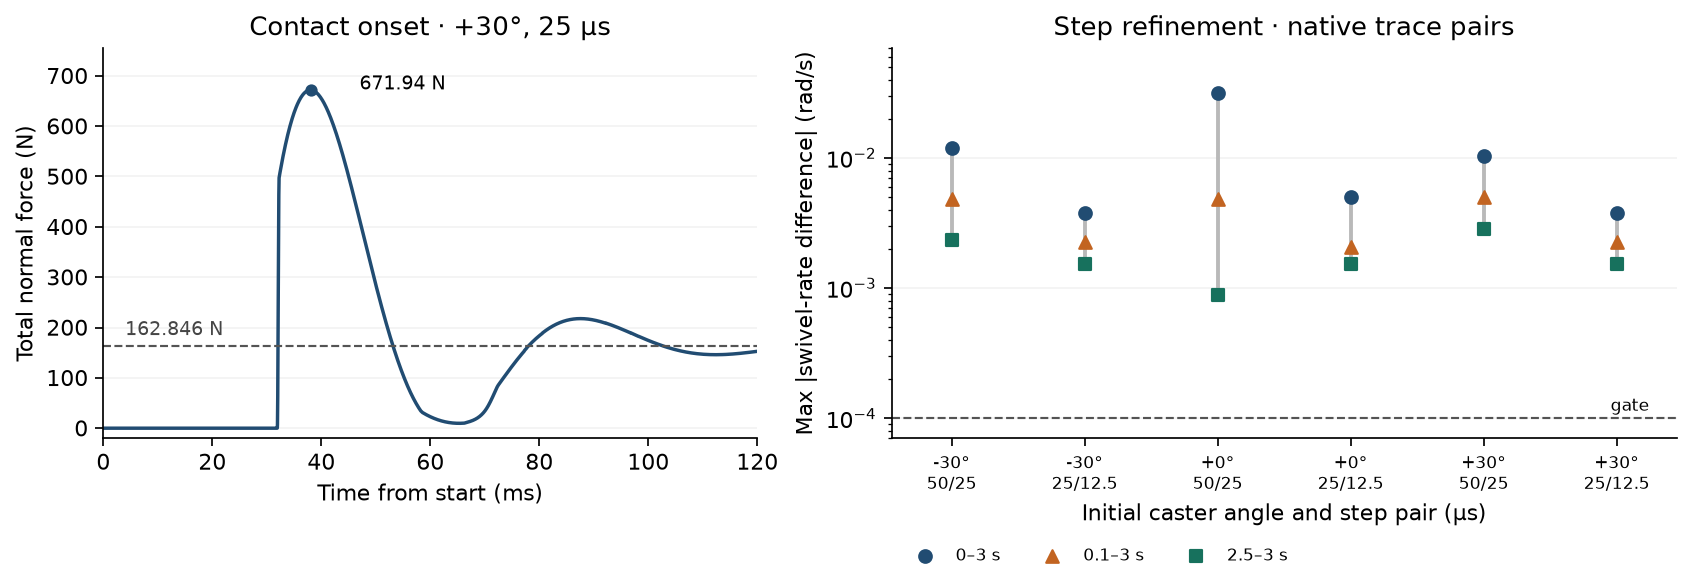 Contact onset · +30°, 25 µs
Total normal force (N)
700
600
500
400
300
200
100
0
671.94 N
162.846 N
0
20
40
60
80
100
120
Time from start (ms)
Step refinement · native trace pairs
Max |swivel-rate difference| (rad/s)
10⁻²
10⁻³
10⁻⁴
gate
-30°
50/25
-30°
25/12.5
+0°
50/25
+0°
25/12.5
+30°
50/25
+30°
25/12.5
Initial caster angle and step pair (µs)
0–3 s
0.1–3 s
2.5–3 s